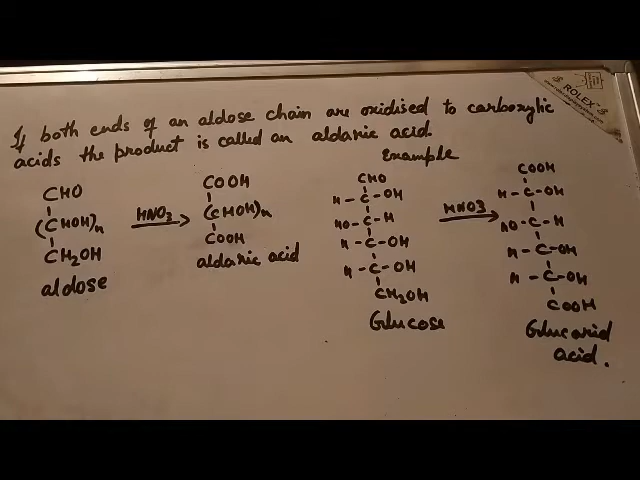 ROLEX
If both ends of an aldose chain are oxidised to carboxylic
acids the product is called an aldaric acid.
Example
CHO
(CHOH)n
CH2OH
aldose
HNO3
COOH
(CHOH)n
COOH
aldaric acid
CHO
H-C-OH
HO-C-H
H-C-OH
H-C-OH
CH2OH
Glucose
HNO3
COOH
H-C-OH
HO-C-H
H-C-OH
H-C-OH
COOH
Glucarid
acid.